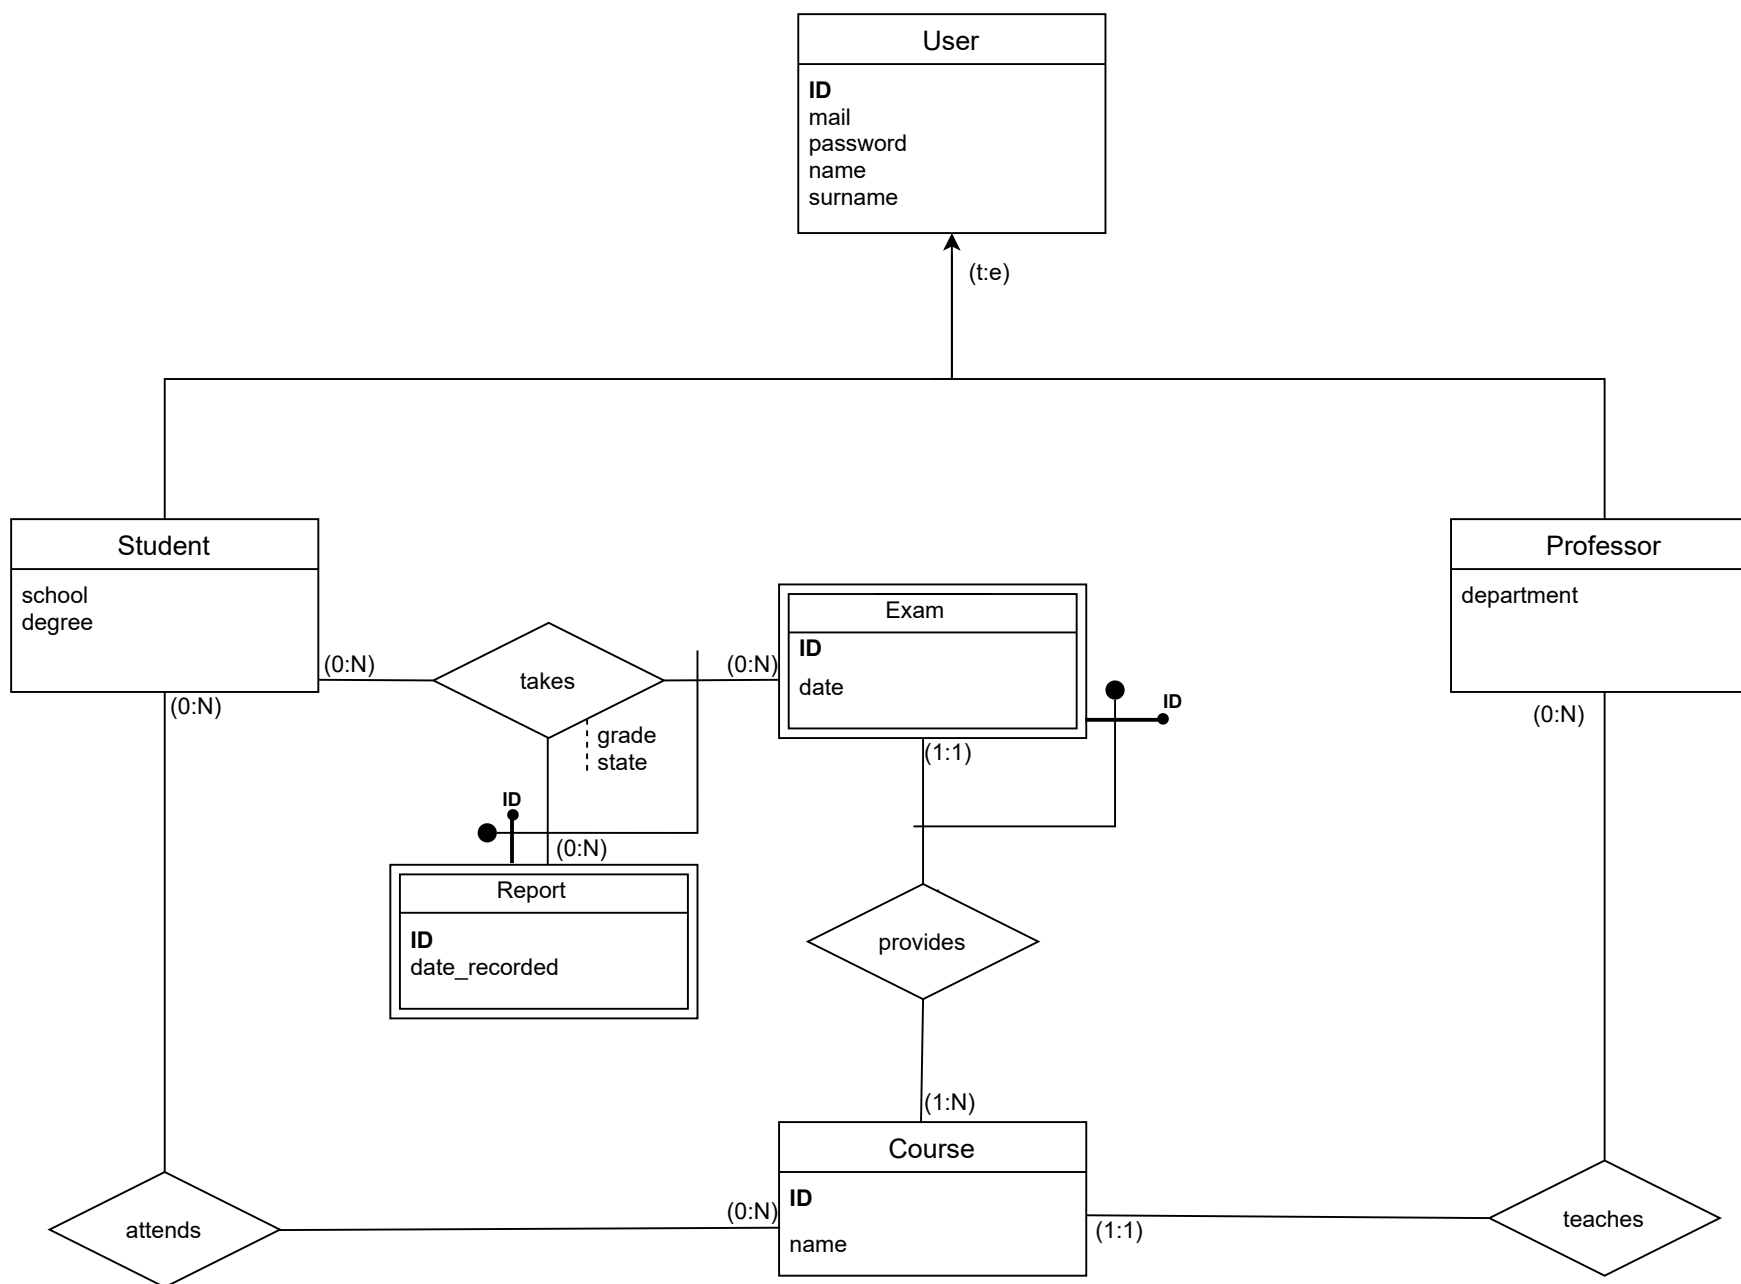 User
ID
mail
password
name
surname
(t:e)
Student
school
degree
Professor
department
Exam
ID
date
(0:N)
takes
(0:N)
ID
(0:N)
(0:N)
grade
state
(1:1)
ID
(0:N)
Report
ID
date_recorded
provides
(1:N)
Course
ID
name
attends
(0:N)
(1:1)
teaches